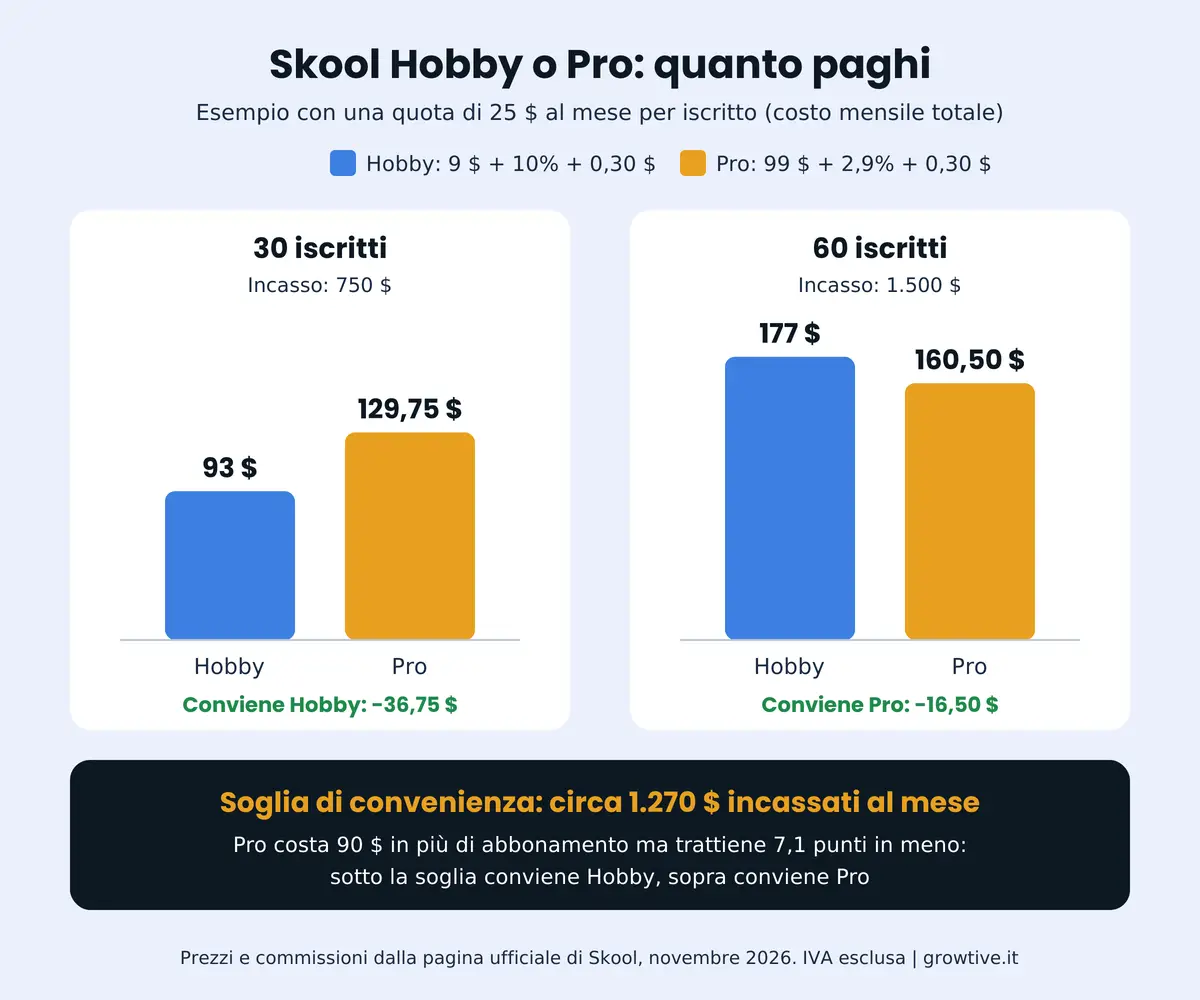 Skool Hobby o Pro: quanto paghi
Esempio con una quota di 25 $ al mese per iscritto (costo mensile totale)
Hobby: 9 $ + 10% + 0,30 $
Pro: 99 $ + 2,9% + 0,30 $
30 iscritti
Incasso: 750 $
93 $
129,75 $
Hobby
Pro
Conviene Hobby: -36,75 $
60 iscritti
Incasso: 1.500 $
177 $
160,50 $
Hobby
Pro
Conviene Pro: -16,50 $
Soglia di convenienza: circa 1.270 $ incassati al mese
Pro costa 90 $ in più di abbonamento ma trattiene 7,1 punti in meno:
sotto la soglia conviene Hobby, sopra conviene Pro
Prezzi e commissioni dalla pagina ufficiale di Skool, novembre 2026. IVA esclusa | growtive.it